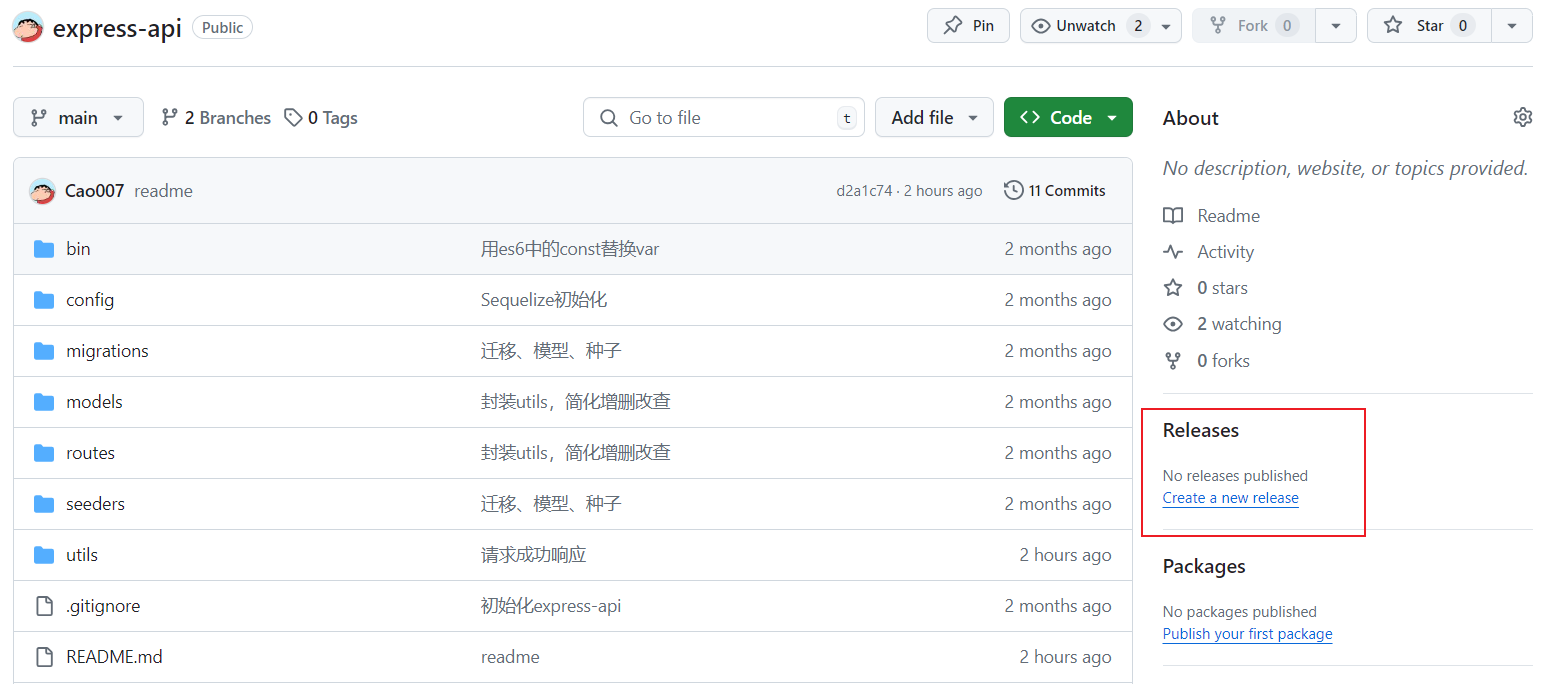 express-api Public Pin Unwatch 2 Fork 0 Star 0
main 2 Branches 0 Tags Go to file t Add file Code
About
No description, website, or topics provided.
Readme
Activity
0 stars
2 watching
0 forks
Cao007 readme d2a1c74 · 2 hours ago 11 Commits
bin 用es6中的const替换var 2 months ago
config Sequelize初始化 2 months ago
migrations 迁移、模型、种子 2 months ago
models 封装utils，简化增删改查 2 months ago
routes 封装utils，简化增删改查 2 months ago
seeders 迁移、模型、种子 2 months ago
utils 请求成功响应 2 hours ago
.gitignore 初始化express-api 2 months ago
README.md readme 2 hours ago
Releases
No releases published
Create a new release
Packages
No packages published
Publish your first package